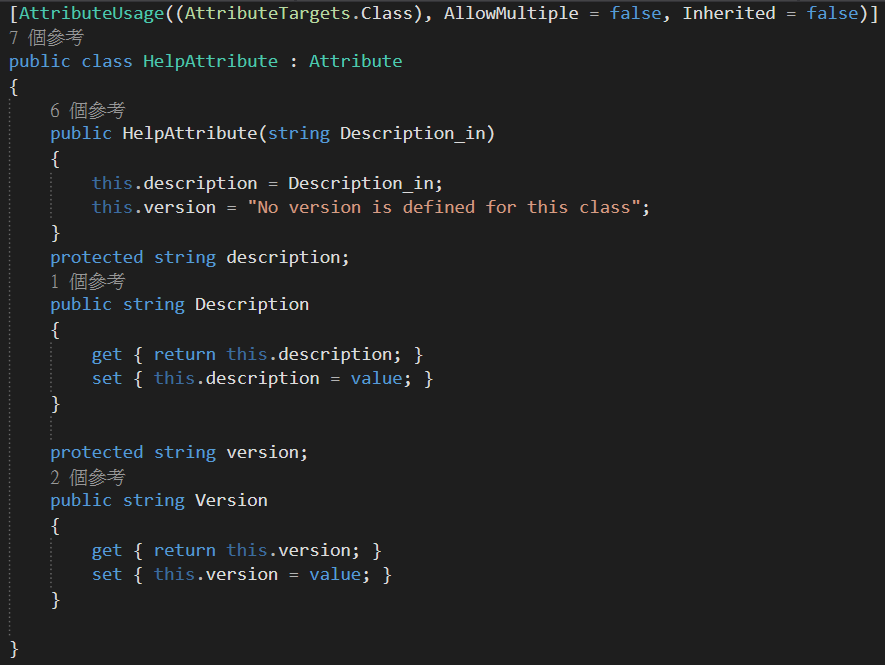 [AttributeUsage((AttributeTargets.Class), AllowMultiple = false, Inherited = false)]
7 個參考
public class HelpAttribute : Attribute
{
6 個參考
public HelpAttribute(string Description_in)
{
this.description = Description_in;
this.version = "No version is defined for this class";
}
protected string description;
1 個參考
public string Description
{
get { return this.description; }
set { this.description = value; }
}
protected string version;
2 個參考
public string Version
{
get { return this.version; }
set { this.version = value; }
}
}